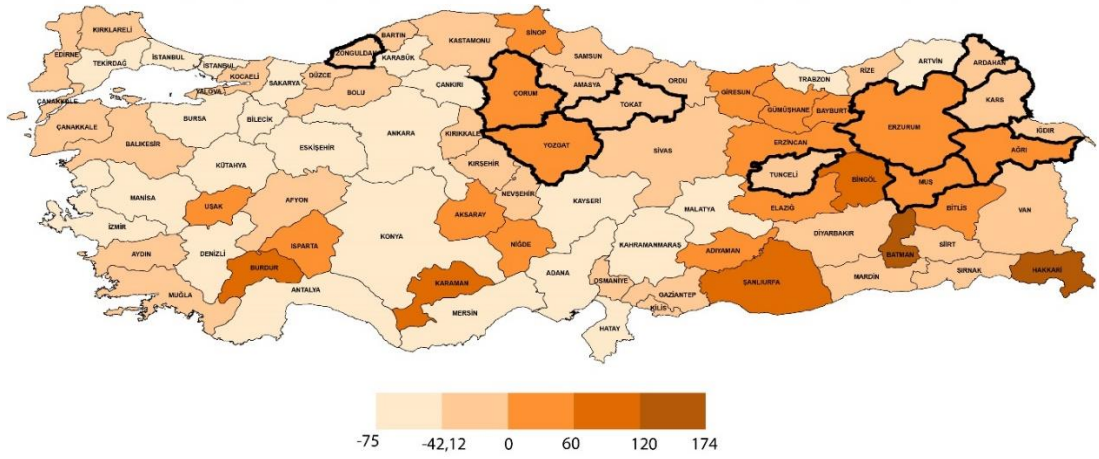 KIRKLARELİ
EDİRNE
TEKİRDAĞ
İSTANBUL
İSTANBUL
KOCAELİ
YALOVA
SAKARYA
DÜZCE
ZONGULDAK
BARTIN
KARABÜK
KASTAMONU
SİNOP
SAMSUN
ÇANKIRI
BOLU
ÇORUM
AMASYA
TOKAT
ORDU
GİRESUN
TRABZON
GÜMÜŞHANE
BAYBURT
RİZE
ARTVİN
ARDAHAN
KARS
IĞDIR
AĞRI
ERZURUM
ERZİNCAN
ÇANAKKALE
ÇANAKKALE
BALIKESİR
BURSA
BİLECİK
ESKİŞEHİR
KÜTAHYA
ANKARA
KIRIKKALE
KIRŞEHİR
YOZGAT
SİVAS
TUNCELİ
BİNGÖL
MUŞ
BİTLİS
VAN
ELAZIĞ
MANİSA
UŞAK
AFYON
İZMİR
AYDIN
DENİZLİ
BURDUR
ISPARTA
KONYA
AKSARAY
NEVŞEHİR
NİĞDE
KAYSERİ
MALATYA
KAHRAMANMARAŞ
ADIYAMAN
DİYARBAKIR
BATMAN
SİİRT
ŞIRNAK
HAKKARİ
MARDİN
ŞANLIURFA
GAZİANTEP
KİLİS
OSMANİYE
ADANA
HATAY
MERSİN
KARAMAN
ANTALYA
MUĞLA
-75 -42,12 0 60 120 174